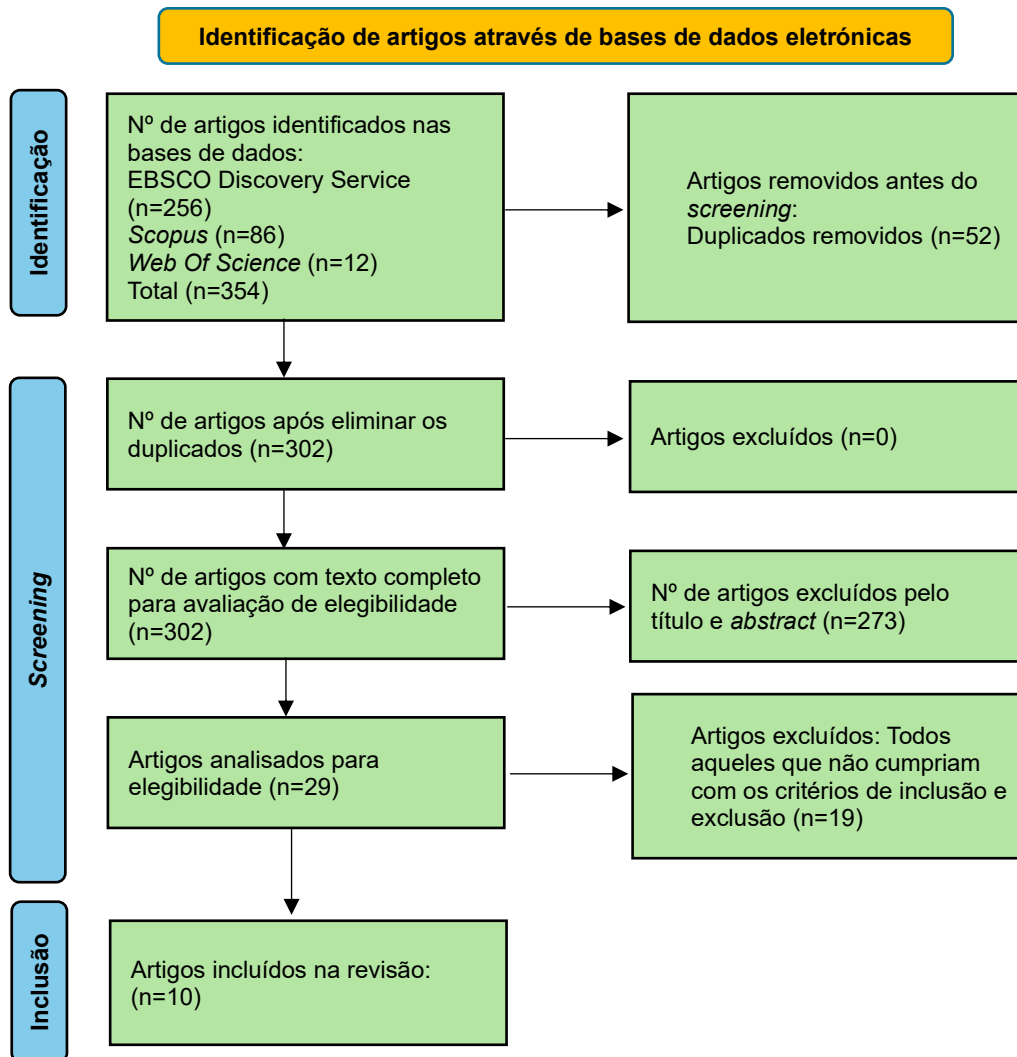 Identificação de artigos através de bases de dados eletrónicas
Identificação
Nº de artigos identificados nas
bases de dados:
EBSCO Discovery Service
(n=256)
Scopus (n=86)
Web Of Science (n=12)
Total (n=354)
Artigos removidos antes do
screening:
Duplicados removidos (n=52)
Screening
Nº de artigos após eliminar os
duplicados (n=302)
Artigos excluídos (n=0)
Nº de artigos com texto completo
para avaliação de elegibilidade
(n=302)
Nº de artigos excluídos pelo
título e abstract (n=273)
Artigos analisados para
elegibilidade (n=29)
Artigos excluídos: Todos
aqueles que não cumpriam
com os critérios de inclusão e
exclusão (n=19)
Inclusão
Artigos incluídos na revisão:
(n=10)